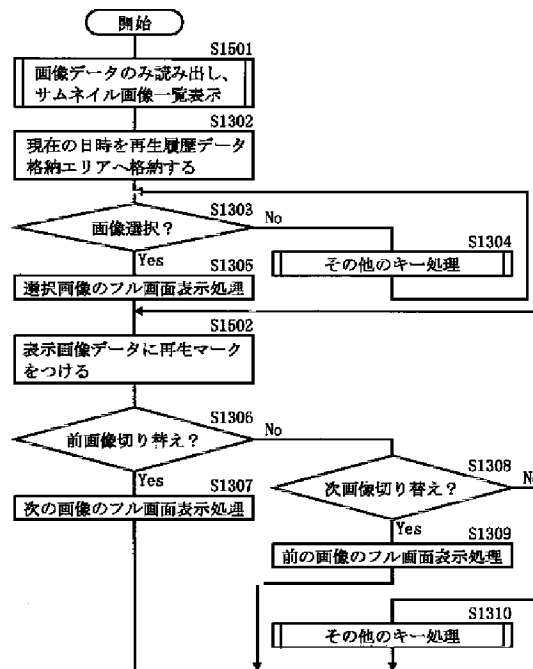 開始
S1501
画像データのみ読み出し、
サムネイル画像一覧表示
S1302
現在の日時を再生履歴データ
格納エリアへ格納する
S1303
画像選択？
No
Yes
S1304
その他のキー処理
S1305
選択画像のフル画面表示処理
S1502
表示画像データに再生マーク
をつける
S1306
前画像切り替え？
No
Yes
S1307
次の画像のフル画面表示処理
S1308
次画像切り替え？
No
Yes
S1309
前の画像のフル画面表示処理
S1310
その他のキー処理